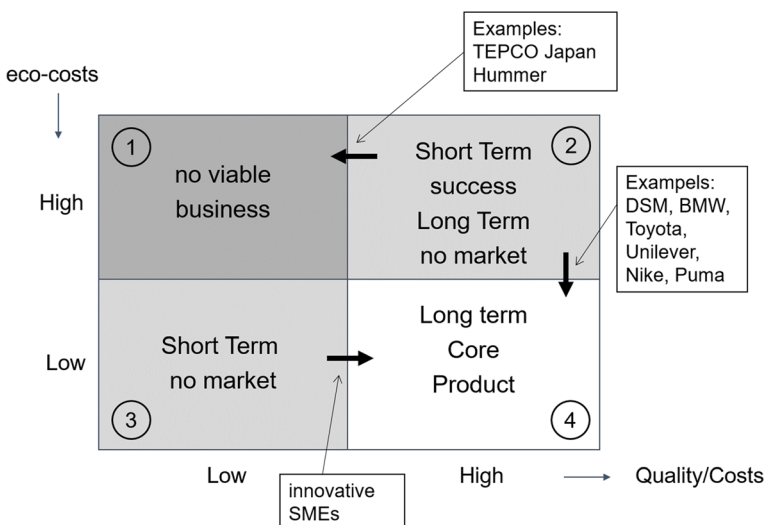 Examples:
TEPCO Japan
Hummer
eco-costs
1
no viable
business
2
Short Term
success
Long Term
no market
High
Exampels:
DSM, BMW,
Toyota,
Unilever,
Nike, Puma
Low
Short Term
no market
3
Long term
Core
Product
4
Low
High
Quality/Costs
innovative
SMEs